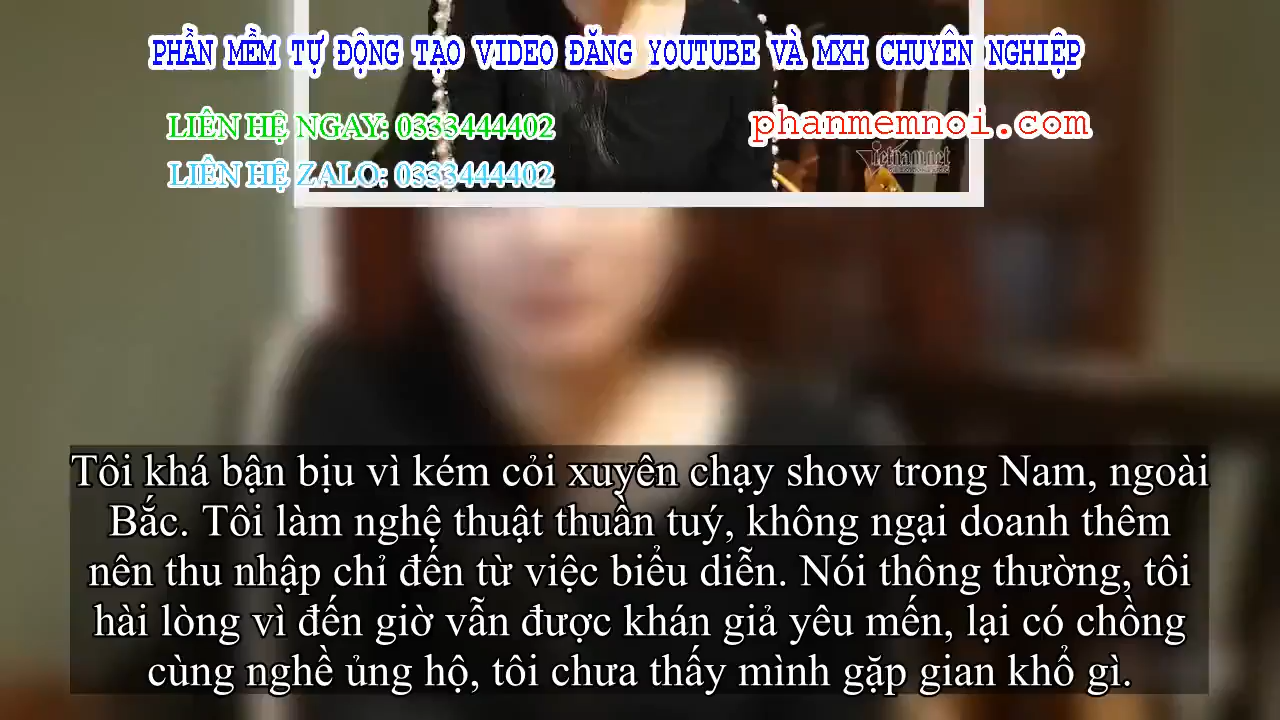 PHẦN MỀM TỰ ĐỘNG TẠO VIDEO ĐĂNG YOUTUBE VÀ MXH CHUYÊN NGHIỆP
LIÊN HỆ NGAY: 0333444402
phanmemnoi.com
LIÊN HỆ ZALO: 0333444402
Vietnamnet
Tôi khá bận bịu vì kém cỏi xuyên chạy show trong Nam, ngoài
Bắc. Tôi làm nghệ thuật thuần tuý, không ngại doanh thêm
nên thu nhập chỉ đến từ việc biểu diễn. Nói thông thường, tôi
hài lòng vì đến giờ vẫn được khán giả yêu mến, lại có chồng
cùng nghề ủng hộ, tôi chưa thấy mình gặp gian khổ gì.